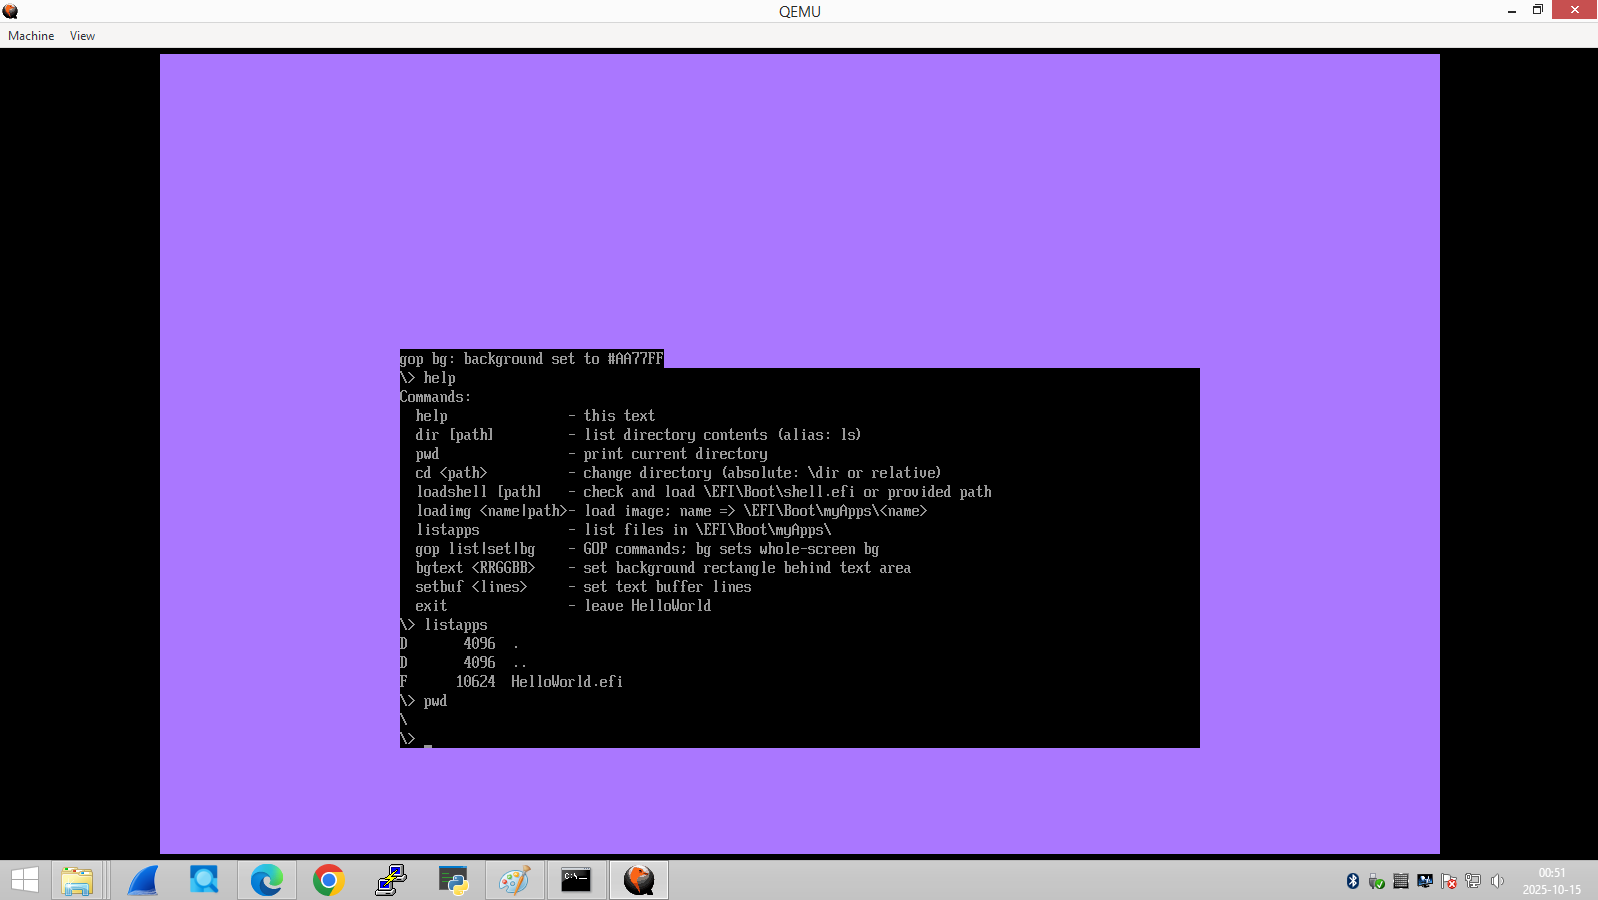 QEMU
Machine View
gop bg: background set to #AA77FF
\> help
Commands:
  help               - this text
  dir [path]         - list directory contents (alias: ls)
  pwd                - print current directory
  cd <path>          - change directory (absolute: \dir or relative)
  loadshell [path]   - check and load \EFI\Boot\shell.efi or provided path
  loadimg <name|path>- load image; name => \EFI\Boot\myApps\<name>
  listapps           - list files in \EFI\Boot\myApps\
  gop list|set|bg    - GOP commands; bg sets whole-screen bg
  bgtext <RRGGBB>    - set background rectangle behind text area
  setbuf <lines>     - set text buffer lines
  exit               - leave HelloWorld
\> listapps
D       4096  .
D       4096  ..
F      10624  HelloWorld.efi
\> pwd
\
\> _
C:\_
00:51
2025-10-15